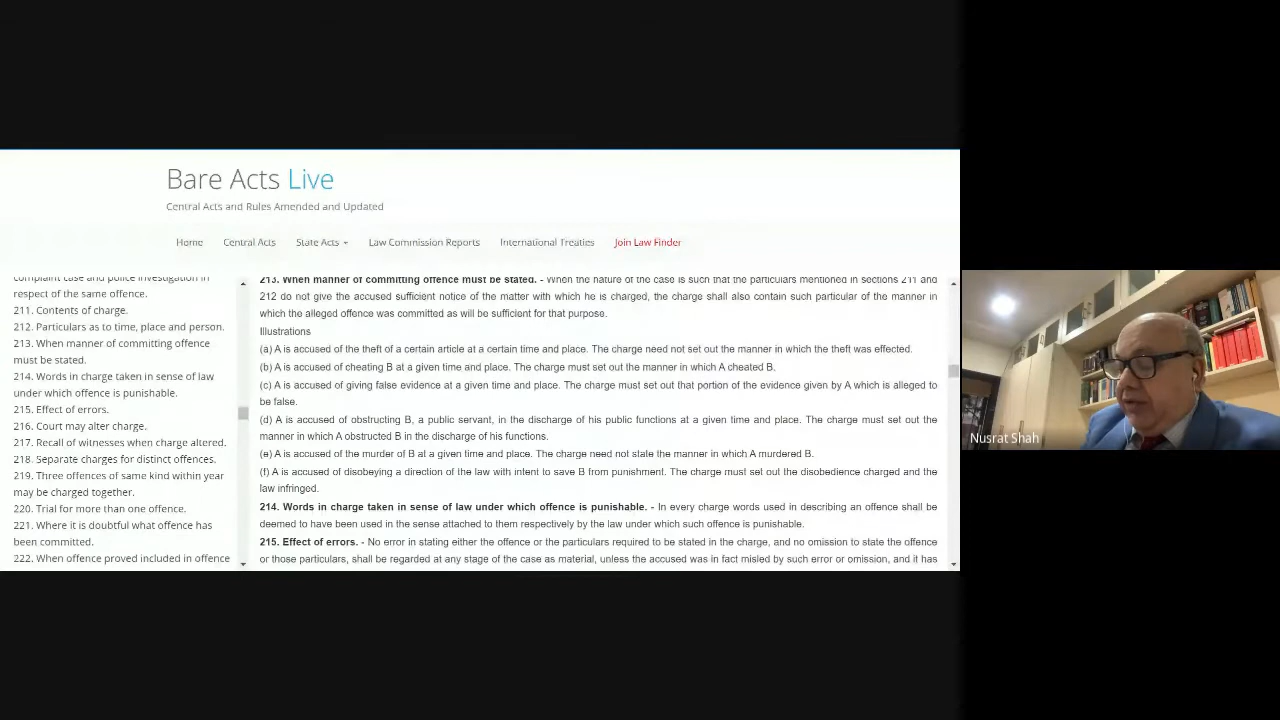 Bare Acts Live
Central Acts and Rules Amended and Updated
Home Central Acts State Acts Law Commission Reports International Treaties Join Law Finder
complaint case and police investigation in
respect of the same offence.
211. Contents of charge.
212. Particulars as to time, place and person.
213. When manner of committing offence
must be stated.
214. Words in charge taken in sense of law
under which offence is punishable.
215. Effect of errors.
216. Court may alter charge.
217. Recall of witnesses when charge altered.
218. Separate charges for distinct offences.
219. Three offences of same kind within year
may be charged together.
220. Trial for more than one offence.
221. Where it is doubtful what offence has
been committed.
222. When offence proved included in offence
213. When manner of committing offence must be stated. - When the nature of the case is such that the particulars mentioned in sections 211 and
212 do not give the accused sufficient notice of the matter with which he is charged, the charge shall also contain such particular of the manner in
which the alleged offence was committed as will be sufficient for that purpose.
Illustrations
(a) A is accused of the theft of a certain article at a certain time and place. The charge need not set out the manner in which the theft was effected.
(b) A is accused of cheating B at a given time and place. The charge must set out the manner in which A cheated B.
(c) A is accused of giving false evidence at a given time and place. The charge must set out that portion of the evidence given by A which is alleged to
be false.
(d) A is accused of obstructing B, a public servant, in the discharge of his public functions at a given time and place. The charge must set out the
manner in which A obstructed B in the discharge of his functions.
(e) A is accused of the murder of B at a given time and place. The charge need not state the manner in which A murdered B.
(f) A is accused of disobeying a direction of the law with intent to save B from punishment. The charge must set out the disobedience charged and the
law infringed.
214. Words in charge taken in sense of law under which offence is punishable. - In every charge words used in describing an offence shall be
deemed to have been used in the sense attached to them respectively by the law under which such offence is punishable.
215. Effect of errors. - No error in stating either the offence or the particulars required to be stated in the charge, and no omission to state the offence
or those particulars, shall be regarded at any stage of the case as material, unless the accused was in fact misled by such error or omission, and it has
Nusrat Shah